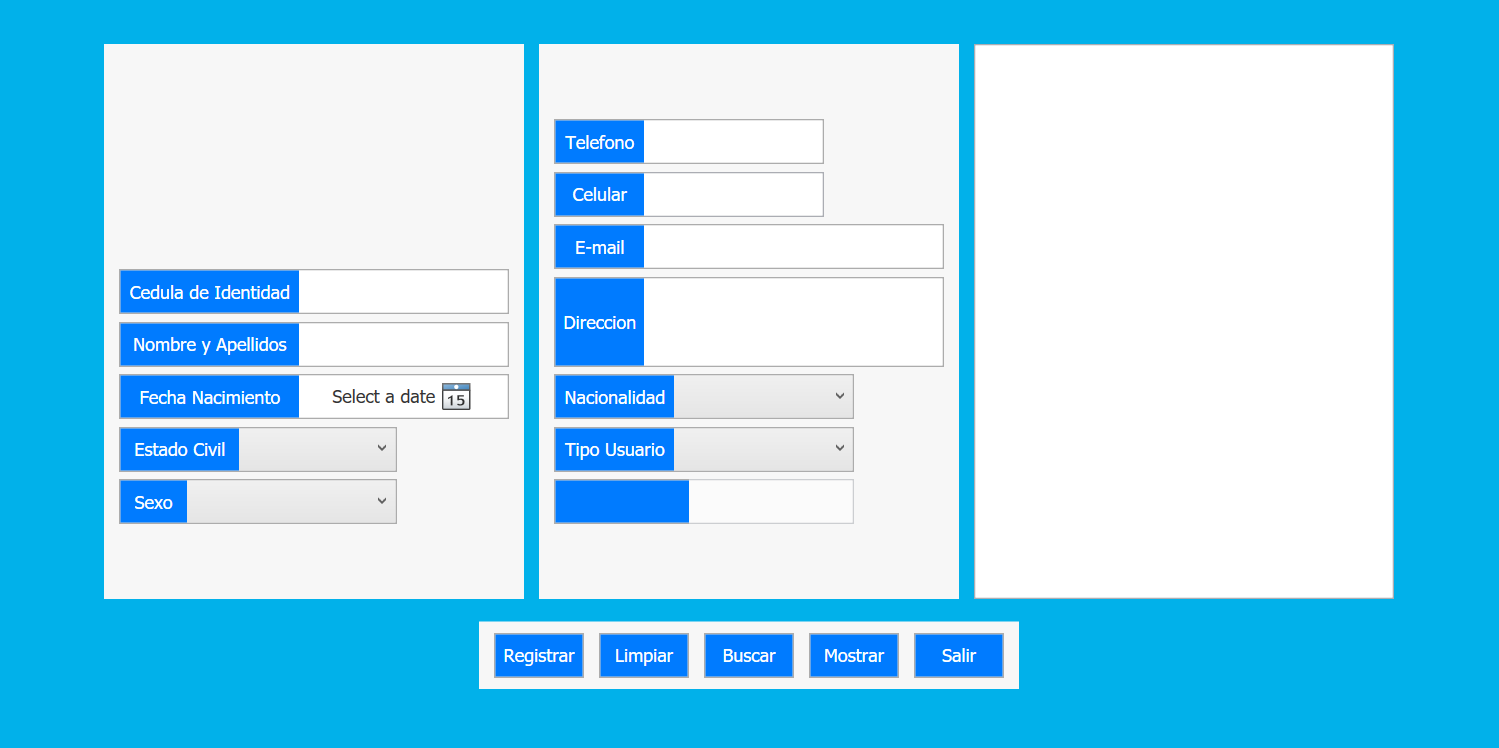 Cedula de Identidad
Nombre y Apellidos
Fecha Nacimiento Select a date 15
Estado Civil
Sexo
Telefono
Celular
E-mail
Direccion
Nacionalidad
Tipo Usuario
Registrar Limpiar Buscar Mostrar Salir